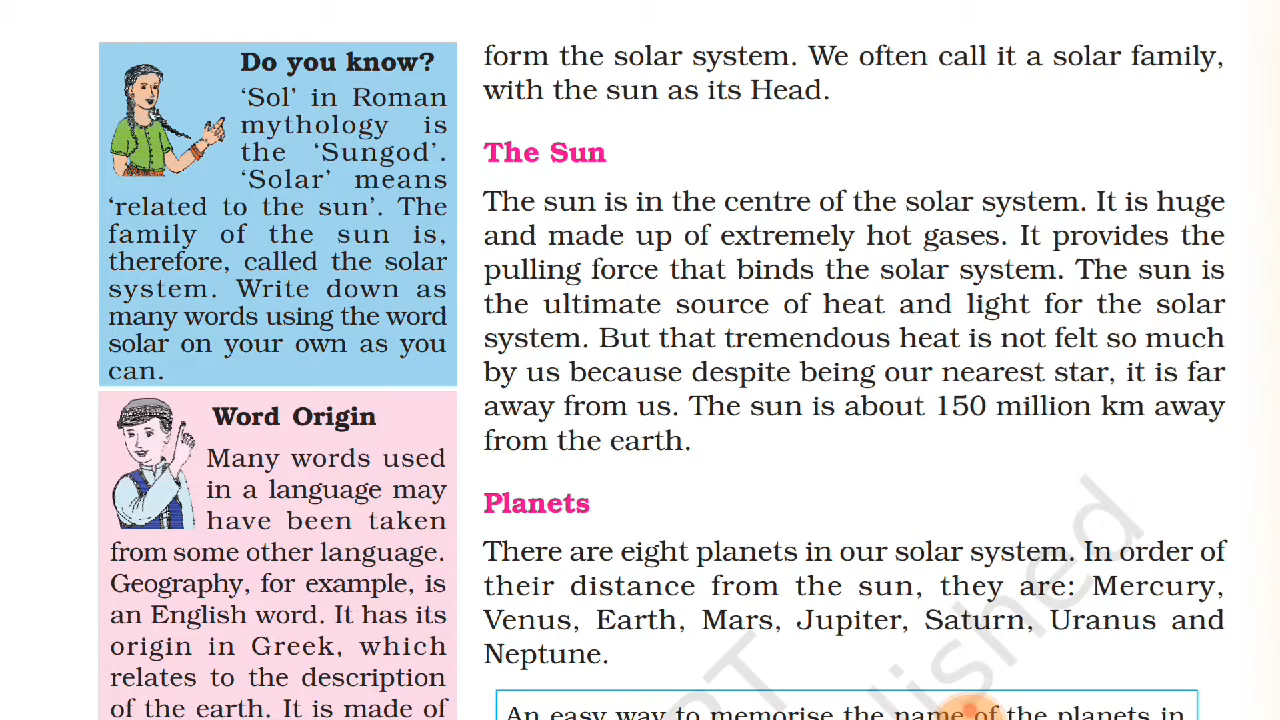 Do you know?
‘Sol’ in Roman
mythology is
the ‘Sungod’.
‘Solar’ means
‘related to the sun’. The
family of the sun is,
therefore, called the solar
system. Write down as
many words using the word
solar on your own as you
can.
Word Origin
Many words used
in a language may
have been taken
from some other language.
Geography, for example, is
an English word. It has its
origin in Greek, which
relates to the description
of the earth. It is made of
form the solar system. We often call it a solar family,
with the sun as its Head.
The Sun
The sun is in the centre of the solar system. It is huge
and made up of extremely hot gases. It provides the
pulling force that binds the solar system. The sun is
the ultimate source of heat and light for the solar
system. But that tremendous heat is not felt so much
by us because despite being our nearest star, it is far
away from us. The sun is about 150 million km away
from the earth.
Planets
There are eight planets in our solar system. In order of
their distance from the sun, they are: Mercury,
Venus, Earth, Mars, Jupiter, Saturn, Uranus and
Neptune.
An easy way to memorise the name of the planets in